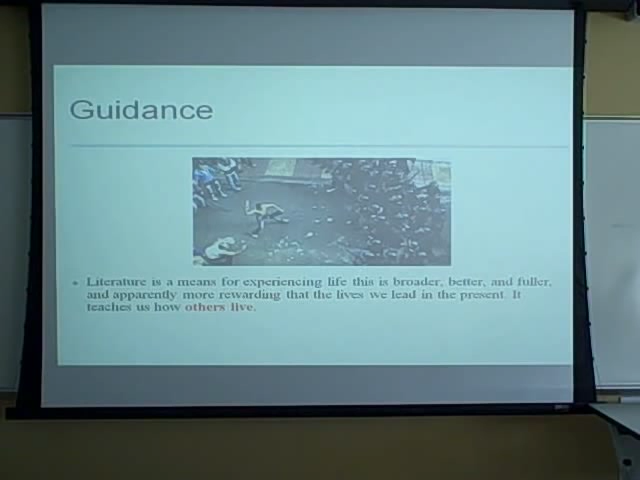 Guidance
Literature is a means for experiencing life this is broader, better, and fuller,
and apparently more rewarding that the lives we lead in the present. It
teaches us how others live.